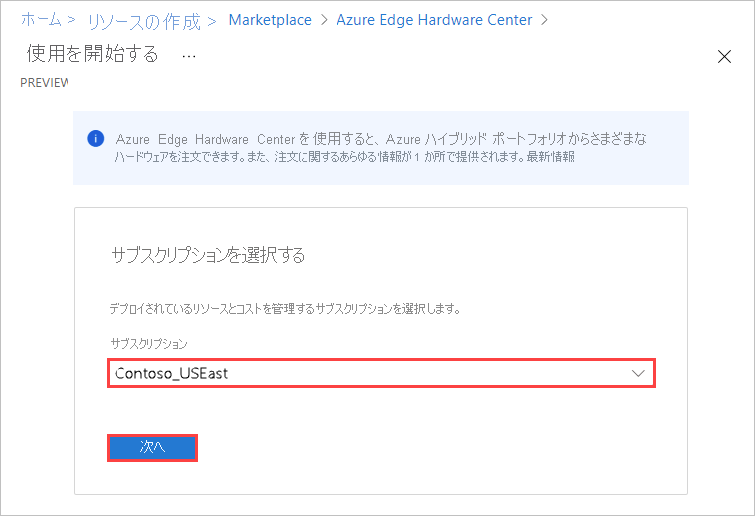 ホーム > リソースの作成 > Marketplace > Azure Edge Hardware Center >
使用を開始する ...
PREVIEW
Azure Edge Hardware Center を使用すると、Azure ハイブリッド ポートフォリオからさまざまな
ハードウェアを注文できます。また、注文に関するあらゆる情報が 1 か所で提供されます。最新情報
サブスクリプションを選択する
デプロイされているリソースとコストを管理するサブスクリプションを選択します。
サブスクリプション
Contoso_USEast
次へ